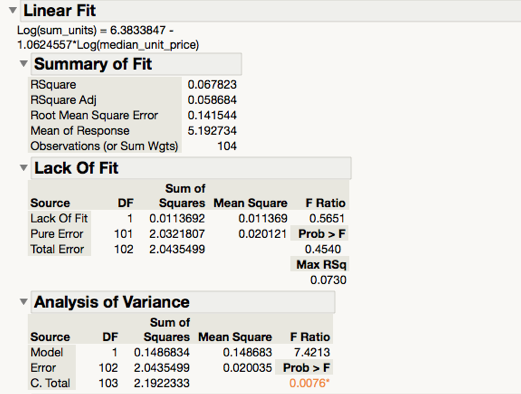 Linear Fit
Log(sum_units) = 6.3833847 -
1.0624557*Log(median_unit_price)
Summary of Fit
RSquare 0.067823
RSquare Adj 0.058684
Root Mean Square Error 0.141544
Mean of Response 5.192734
Observations (or Sum Wgts) 104
Lack Of Fit
Sum of
Source DF Squares Mean Square F Ratio
Lack Of Fit 1 0.0113692 0.011369 0.5651
Pure Error 101 2.0321807 0.020121 Prob > F
Total Error 102 2.0435499 0.4540
Max RSq
0.0730
Analysis of Variance
Sum of
Source DF Squares Mean Square F Ratio
Model 1 0.1486834 0.148683 7.4213
Error 102 2.0435499 0.020035 Prob > F
C. Total 103 2.1922333 0.0076*